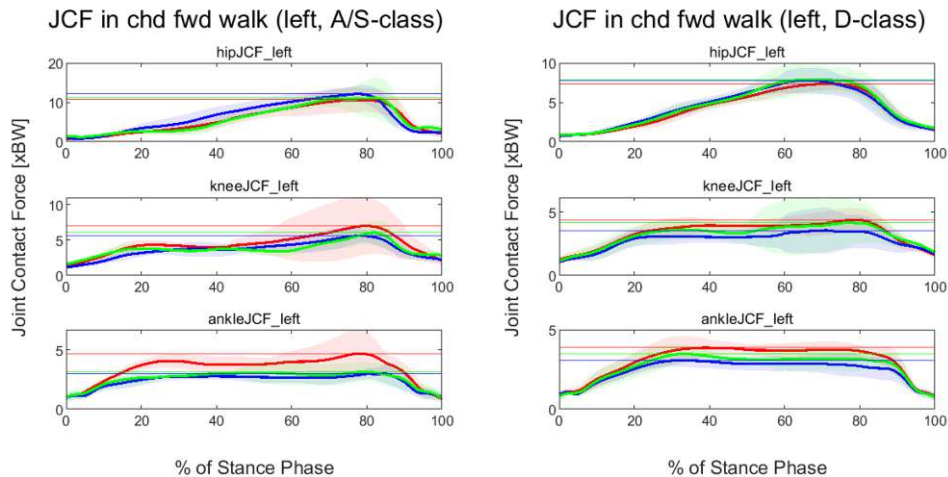 JCF in chd fwd walk (left, A/S-class)
hipJCF_left
20
10
0
0 20 40 60 80 100
kneeJCF_left
10
5
0
0 20 40 60 80 100
ankleJCF_left
5
0
0 20 40 60 80 100
Joint Contact Force [xBW]
% of Stance Phase
JCF in chd fwd walk (left, D-class)
hipJCF_left
10
5
0
0 20 40 60 80 100
kneeJCF_left
5
0
0 20 40 60 80 100
ankleJCF_left
5
0
0 20 40 60 80 100
Joint Contact Force [xBW]
% of Stance Phase